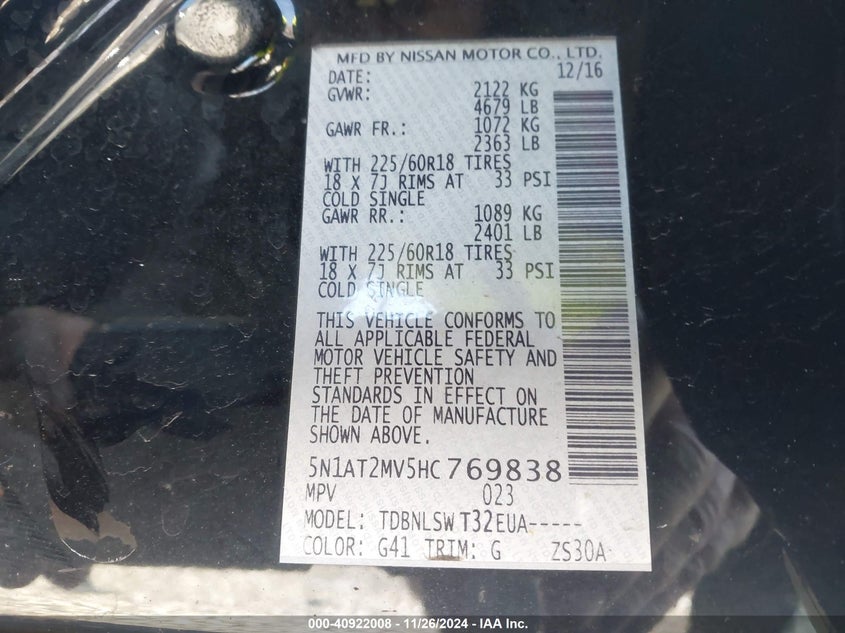 MFD BY NISSAN MOTOR CO., LTD.
DATE: 12/16
GVWR: 2122 KG
4679 LB
GAWR FR.: 1072 KG
2363 LB
WITH 225/60R18 TIRES
18 X 7J RIMS AT 33 PSI
COLD SINGLE
GAWR RR.: 1089 KG
2401 LB
WITH 225/60R18 TIRES
18 X 7J RIMS AT 33 PSI
COLD SINGLE
THIS VEHICLE CONFORMS TO
ALL APPLICABLE FEDERAL
MOTOR VEHICLE SAFETY AND
THEFT PREVENTION
STANDARDS IN EFFECT ON
THE DATE OF MANUFACTURE
SHOWN ABOVE.
5N1AT2MV5HC769838
MPV 023
MODEL: TDBNLSW T32EUA-----
COLOR: G41 TRIM: G ZS30A
000-40922008 - 11/26/2024 - IAA Inc.